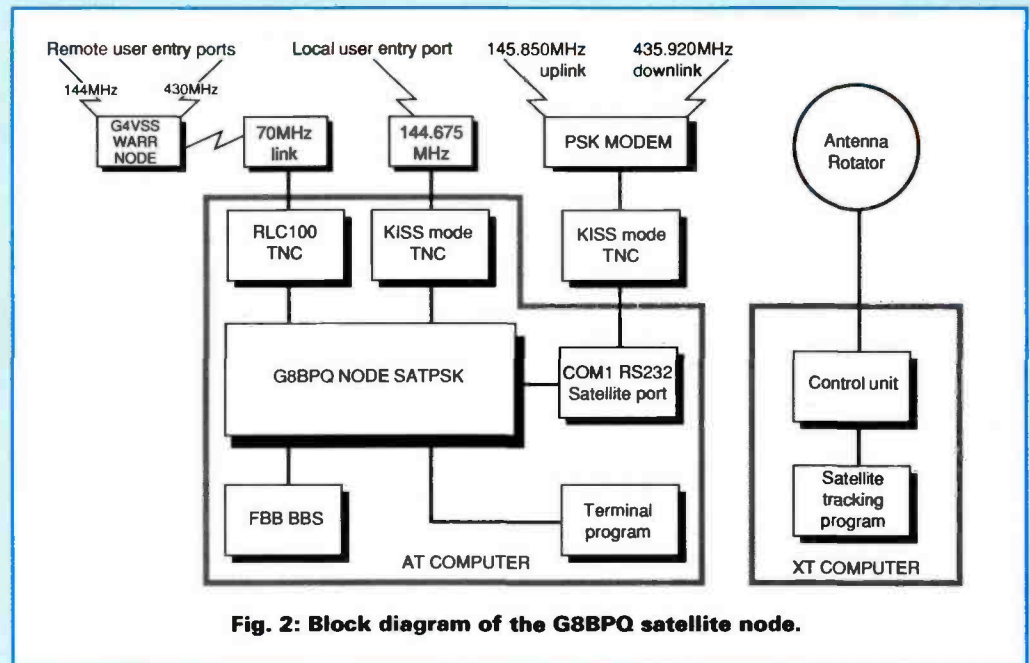 Remote user entry ports
144MHz
430MHz
Local user entry port
145.850MHz
uplink
435.920MHz
downlink
G4VSS
WARR
NODE
70MHz
link
144.675
MHz
PSK MODEM
Antenna
Rotator
RLC100
TNC
KISS mode
TNC
KISS mode
TNC
G8BPQ NODE SATPSK
COM1 RS232
Satellite port
Control unit
FBB BBS
Terminal
program
Satellite
tracking
program
AT COMPUTER
XT COMPUTER
Fig. 2: Block diagram of the G8BPQ satellite node.